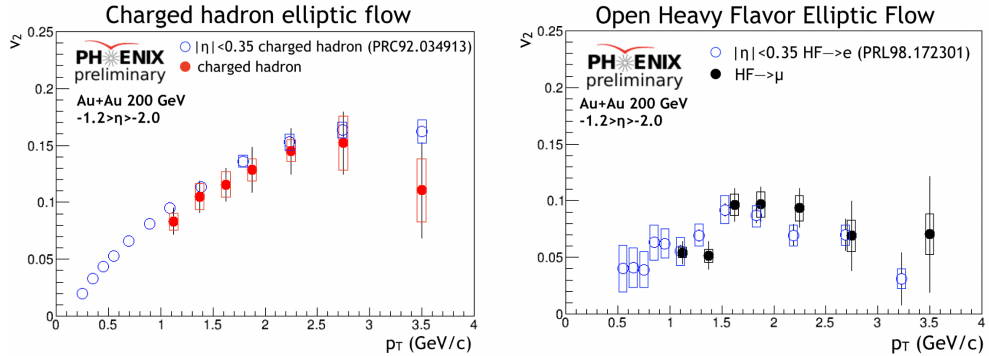 Charged hadron elliptic flow
v2
0.25
0.2
0.15
0.1
0.05
0
PHENIX
preliminary
|η|<0.35 charged hadron (PRC92.034913)
charged hadron
Au+Au 200 GeV
-1.2>η>-2.0
0 0.5 1 1.5 2 2.5 3 3.5 4
pT (GeV/c)
Open Heavy Flavor Elliptic Flow
v2
0.25
0.2
0.15
0.1
0.05
0
PHENIX
preliminary
|η|<0.35 HF—>e (PRL98.172301)
HF—>μ
Au+Au 200 GeV
-1.2>η>-2.0
0 0.5 1 1.5 2 2.5 3 3.5 4
pT (GeV/c)